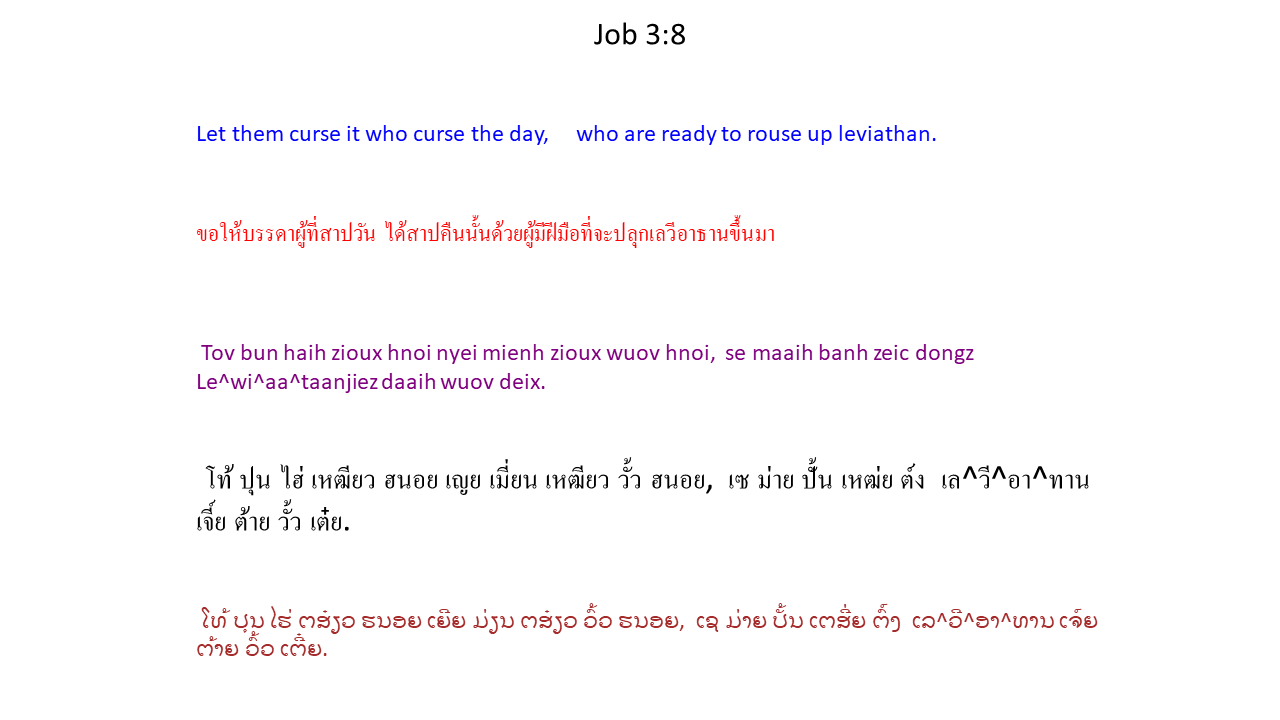 Job 3:8
Let them curse it who curse the day, who are ready to rouse up leviathan.
ขอให้บรรดาผู้ที่สาปวัน ได้สาปคืนนั้นด้วยผู้มีฝีมือที่จะปลุกเลวีอาธานขึ้นมา
Tov bun haih zioux hnoi nyei mienh zioux wuov hnoi, se maaih banh zeic dongz
Le^wi^aa^taanjiez daaih wuov deix.
โท้ ปุน ไฮ่ เหฒียว ฮนอย เญย เมี่ยน เหฒียว วั้ว ฮนอย, เซ ม่าย ปั้น เหฒ่ย ต์ง เล^วี^อา^ทาน
เจี์ย ต้าย วั้ว เต๋ย.
ໂທ້ ປຸນ ໄຮ່ ຕສ໋ຽວ ຮນອຍ ເຍີຍ ມ່ຽນ ຕສ໋ຽວ ວົ້ວ ຮນອຍ, ເຊ ມ່າຍ ປັ້ນ ເຕສີ່ຍ ຕົ໌ງ ເລ^ວີ^ອາ^ທານ ເຈ໌ຍ
ຕ້າຍ ວົ້ວ ເຕີ໋ຍ.